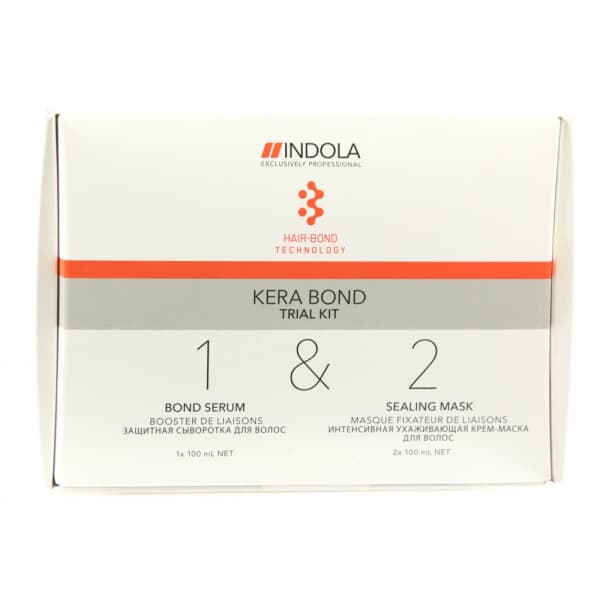 INDOLA
EXCLUSIVELY PROFESSIONAL
HAIR-BOND
TECHNOLOGY
KERA BOND
TRIAL KIT
1 & 2
BOND SERUM
BOOSTER DE LIAISONS
ЗАЩИТНАЯ СЫВОРОТКА ДЛЯ ВОЛОС
1x 100 mL NET
SEALING MASK
MASQUE FIXATEUR DE LIAISONS
ИНТЕНСИВНАЯ УХАЖИВАЮЩАЯ КРЕМ-МАСКА
ДЛЯ ВОЛОС
2x 100 mL NET